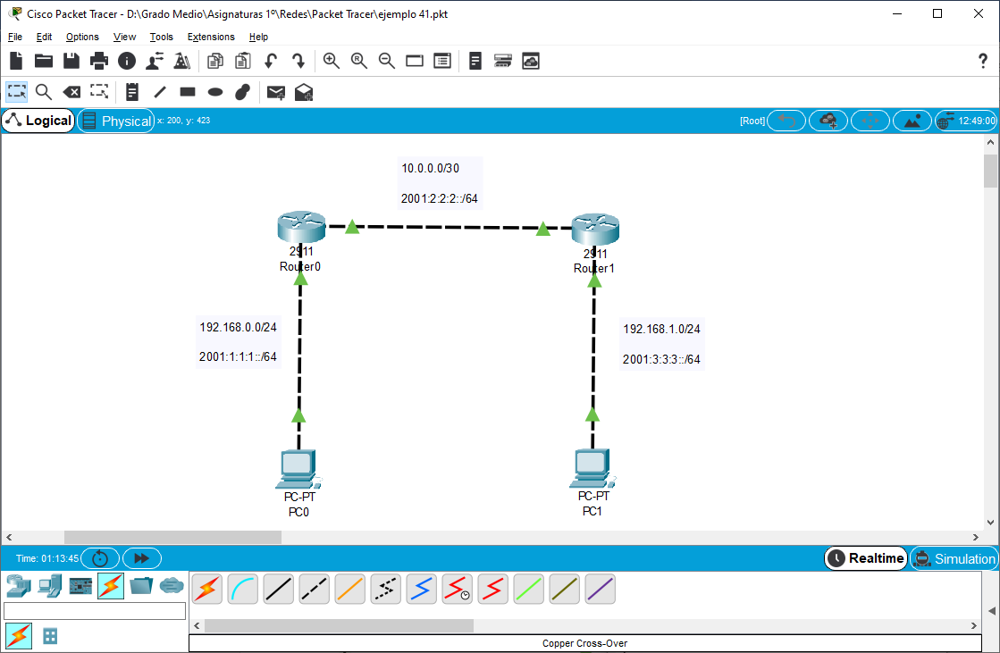 Cisco Packet Tracer - D:\Grado Medio\Asignaturas 1º\Redes\Packet Tracer\ejemplo 41.pkt
File Edit Options View Tools Extensions Help
Logical Physical x: 200, y: 423 [Root] 12:49:00
10.0.0.0/30
2001:2:2:2::/64
2911
Router0
2911
Router1
192.168.0.0/24
2001:1:1:1::/64
192.168.1.0/24
2001:3:3:3::/64
PC-PT
PC0
PC-PT
PC1
Time: 01:13:45 Realtime Simulation
Copper Cross-Over